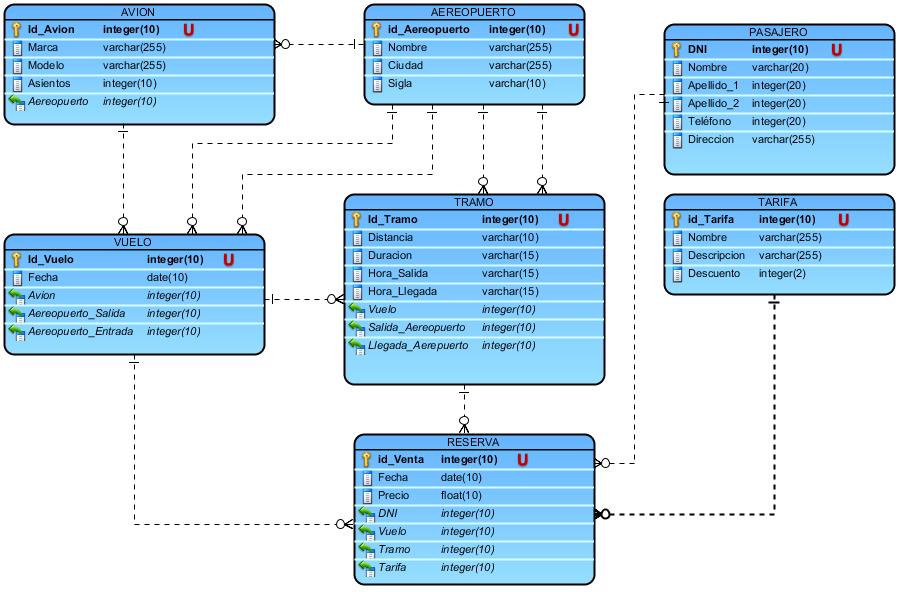 AVION
Id_Avion integer(10) U
Marca varchar(255)
Modelo varchar(255)
Asientos integer(10)
Aereopuerto integer(10)
AEREOPUERTO
id_Aereopuerto integer(10) U
Nombre varchar(255)
Ciudad varchar(255)
Sigla varchar(10)
PASAJERO
DNI integer(10) U
Nombre varchar(20)
Apellido_1 integer(20)
Apellido_2 integer(20)
Teléfono integer(20)
Direccion varchar(255)
VUELO
Id_Vuelo integer(10) U
Fecha date(10)
Avion integer(10)
Aereopuerto_Salida integer(10)
Aereopuerto_Entrada integer(10)
TRAMO
Id_Tramo integer(10) U
Distancia varchar(10)
Duracion varchar(15)
Hora_Salida varchar(15)
Hora_Llegada varchar(15)
Vuelo integer(10)
Salida_Aereopuerto integer(10)
Llegada_Aerepuerto integer(10)
TARIFA
id_Tarifa integer(10) U
Nombre varchar(255)
Descripcion varchar(255)
Descuento integer(2)
RESERVA
id_Venta integer(10) U
Fecha date(10)
Precio float(10)
DNI integer(10)
Vuelo integer(10)
Tramo integer(10)
Tarifa integer(10)